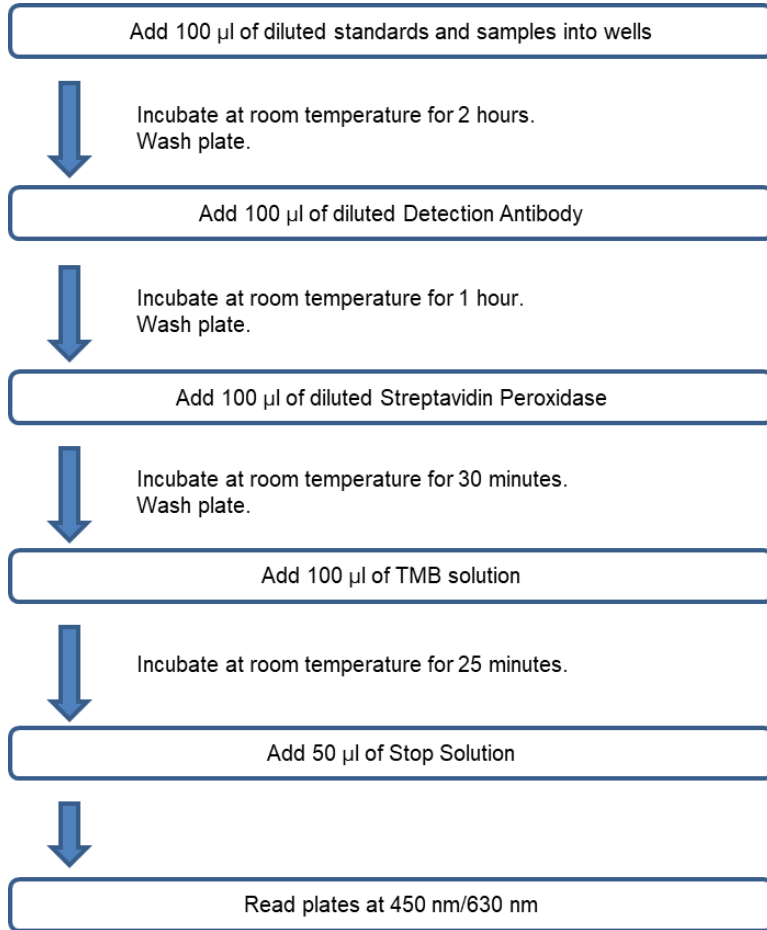 Add 100 µl of diluted standards and samples into wells
Incubate at room temperature for 2 hours.
Wash plate.
Add 100 µl of diluted Detection Antibody
Incubate at room temperature for 1 hour.
Wash plate.
Add 100 µl of diluted Streptavidin Peroxidase
Incubate at room temperature for 30 minutes.
Wash plate.
Add 100 µl of TMB solution
Incubate at room temperature for 25 minutes.
Add 50 µl of Stop Solution
Read plates at 450 nm/630 nm